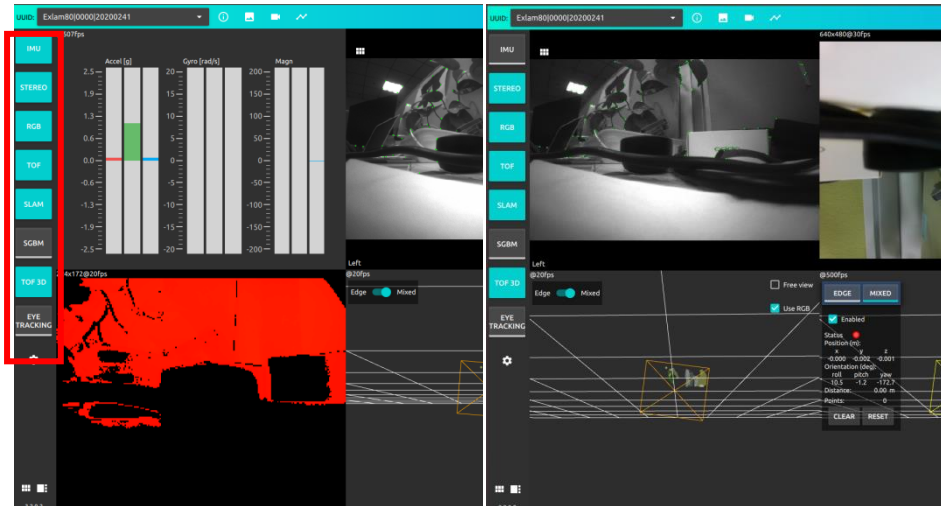 UUID: Exlam80|0000|20200241
IMU
STEREO
RGB
TOF
SLAM
SGBM
TOF 3D
EYE
TRACKING
507fps
Accel [g]
Gyro [rad/s]
Magn
2.5
1.9
1.3
0.6
0.0
-0.6
-1.3
-1.9
-2.5
20
15
10
5
0
-5
-10
-15
-20
200
150
100
50
0
-50
-100
-150
-200
Left
4x172@20fps
@20fps
Edge Mixed
UUID: Exlam80|0000|20200241
IMU
STEREO
RGB
TOF
SLAM
SGBM
TOF 3D
EYE
TRACKING
640x480@30fps
Left
@20fps
Edge Mixed
Free view
Use RGB
@500fps
EDGE MIXED
Enabled
Status
Position (m):
x y z
-0.000 -0.002 -0.001
Orientation (deg):
roll pitch yaw
-10.5 -1.2 -172.7
Distance: 0.00 m
Points: 0
CLEAR RESET